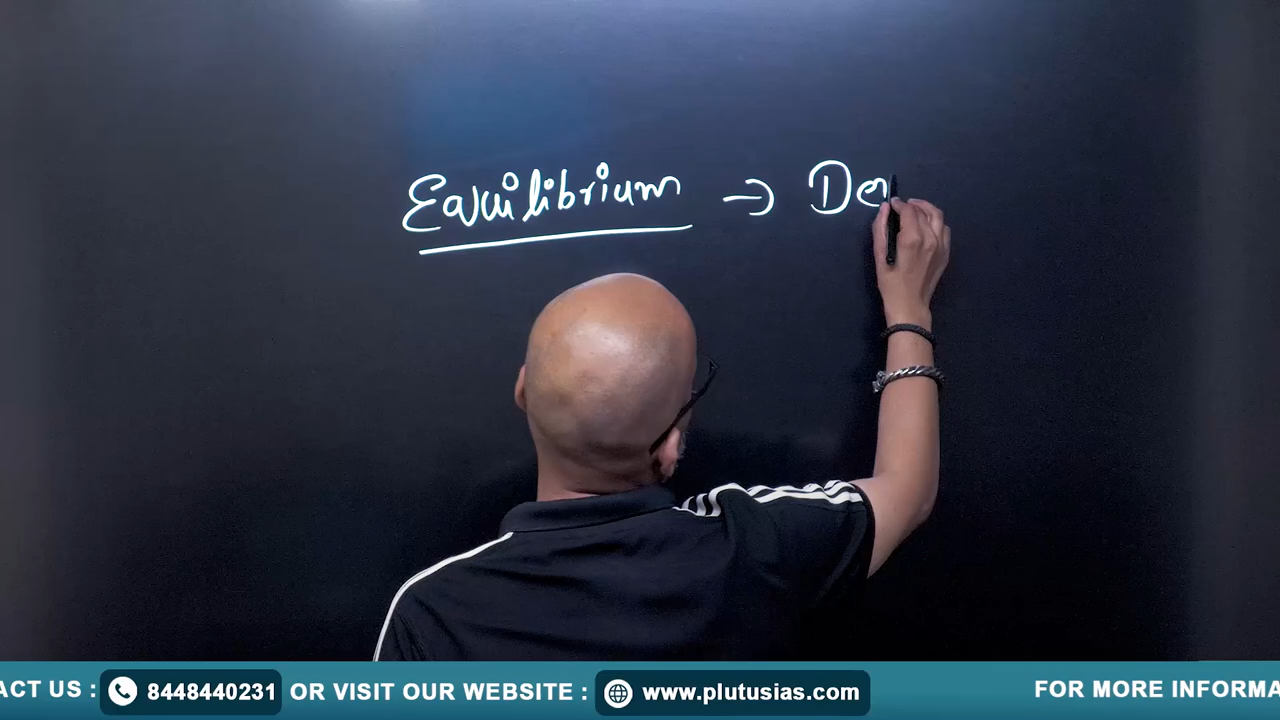 Equilibrium → De
ACT US : 8448440231 OR VISIT OUR WEBSITE : www.plutusias.com FOR MORE INFORMA